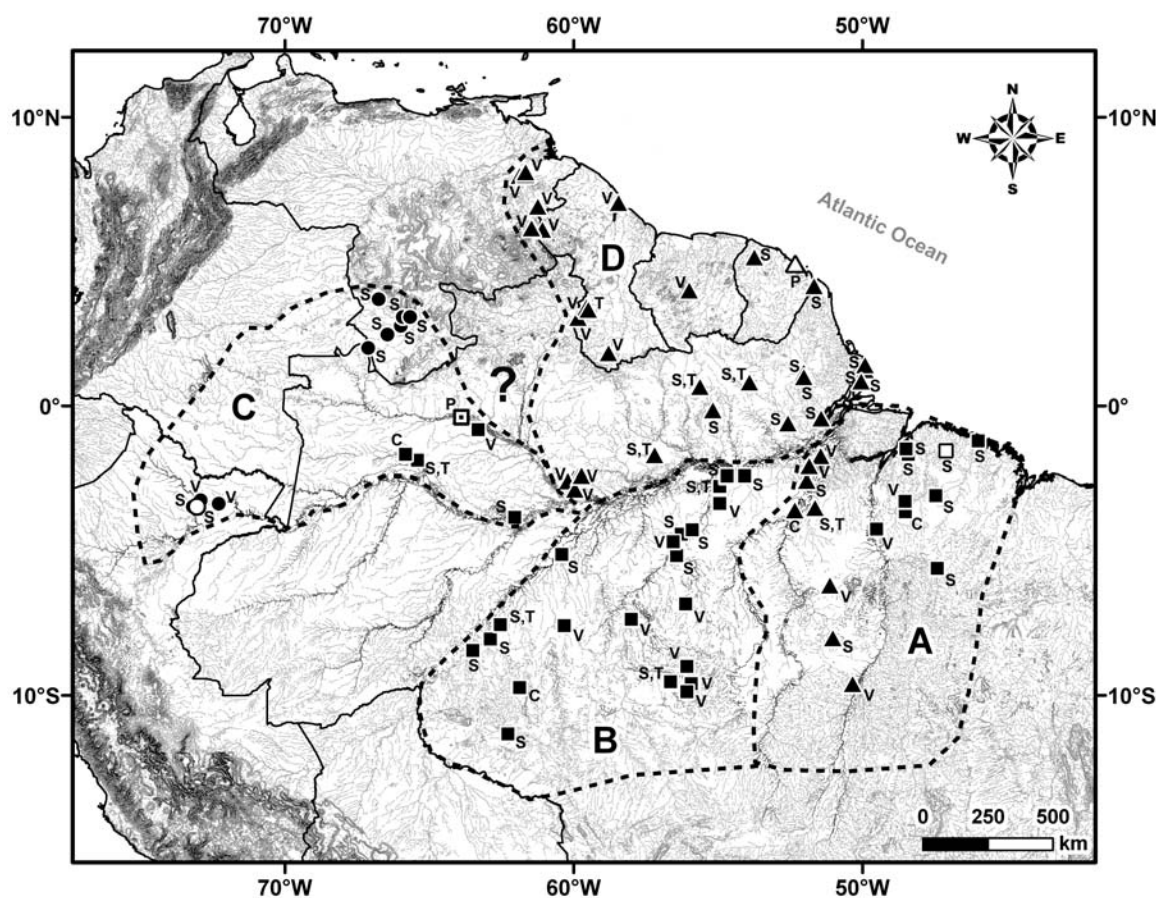 70°W 60°W 50°W
10°N 10°N
N
W E
S
Atlantic Ocean
V
V
V
V V
V
D
S
P
S
V
V T
V
V
S
S
S
S
S
C
?
S,T S,T S
S
S
S
S
S
S
0° 0°
P
V
C
S,T
S,T
V V
V
V
V
S
C S,T
S
S
S,T
V
S
S
S
S
V
S
C
V
S
V
S
V
S
V
S
S
V
S
S,T
S
S
V
V
V
V
S,T
V
V
S
V
A
10°S 10°S
C
S
B
0 250 500
km
70°W 60°W 50°W